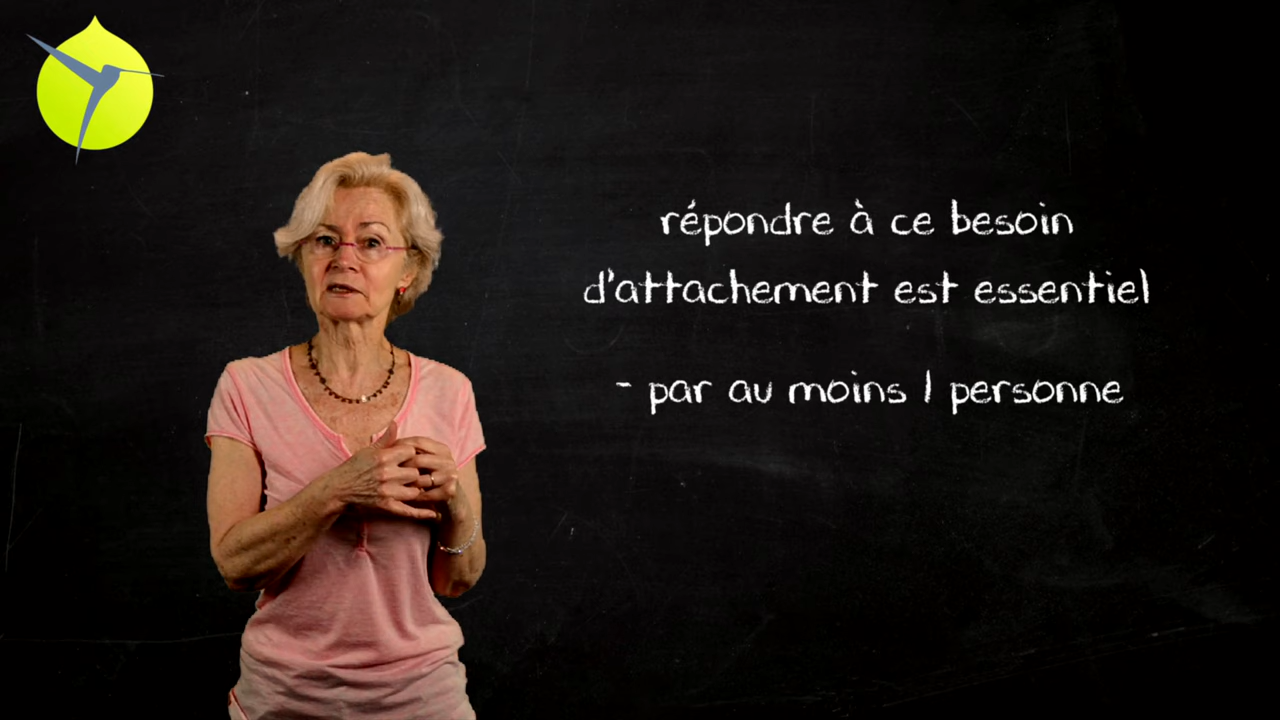 répondre à ce besoin
d'attachement est essentiel
- par au moins 1 personne